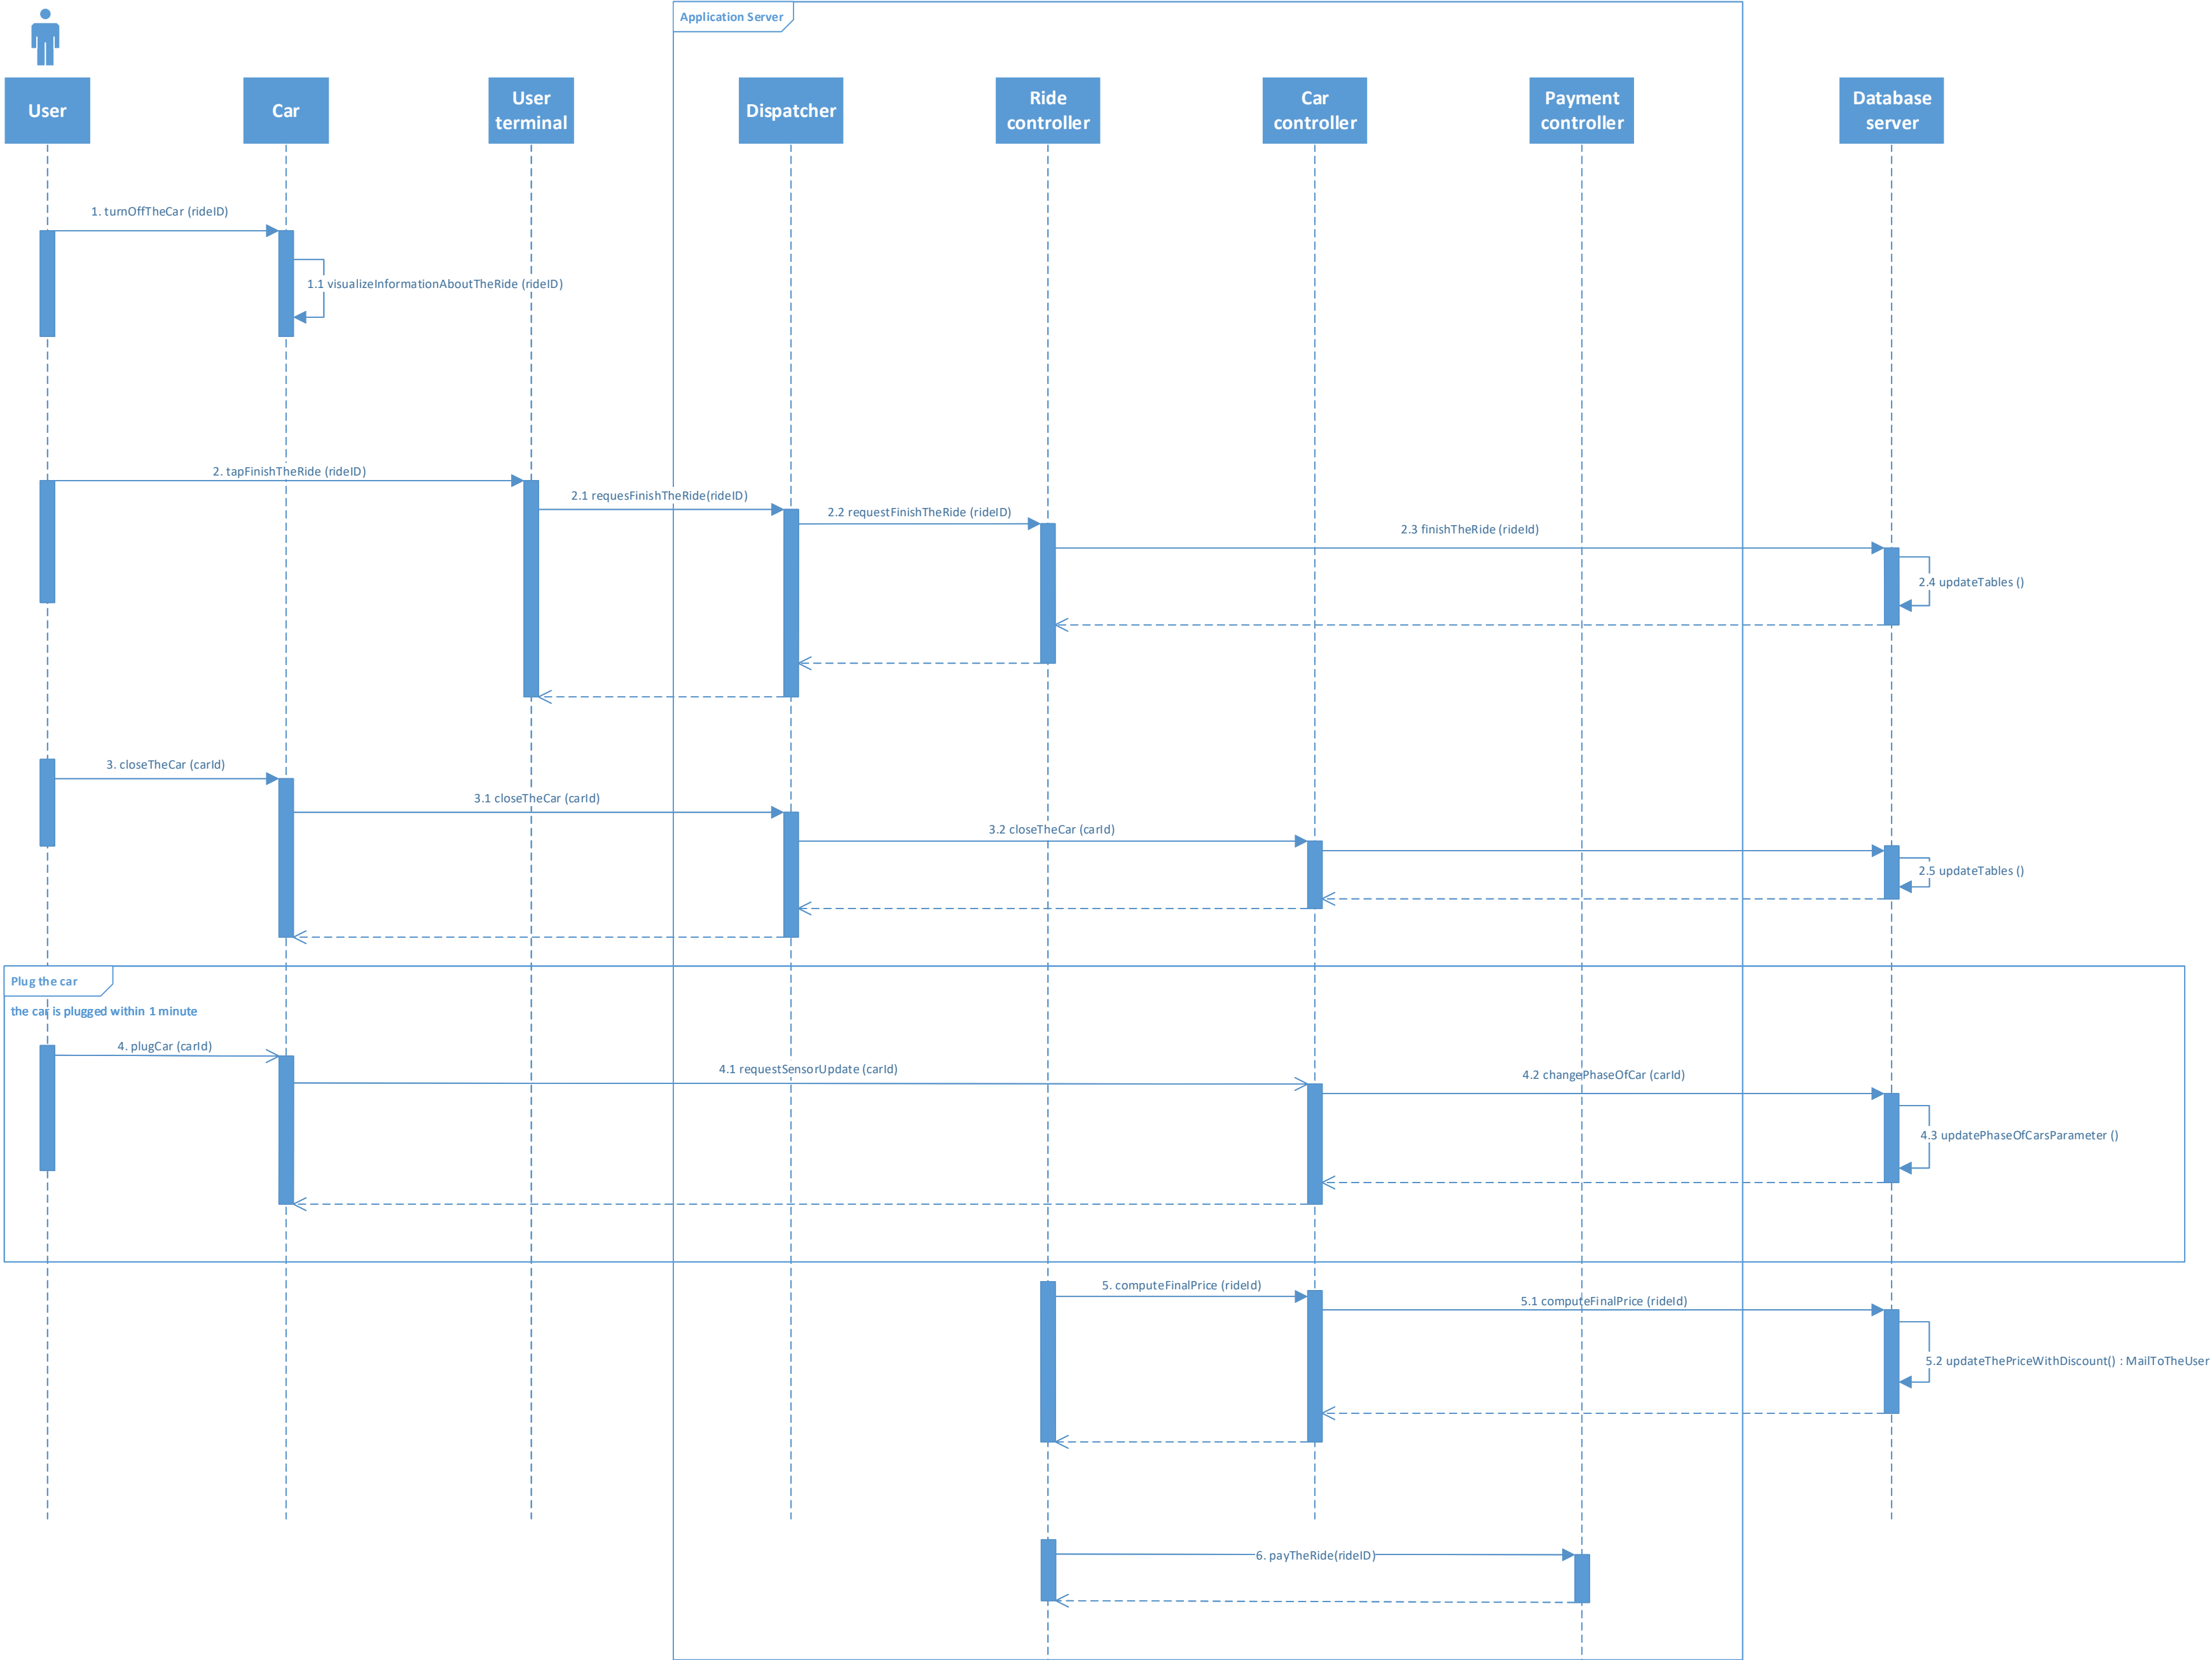 Application Server
User
Car
User
terminal
Dispatcher
Ride
controller
Car
controller
Payment
controller
Database
server
1. turnOffTheCar (rideID)
1.1 visualizeInformationAboutTheRide (rideID)
2. tapFinishTheRide (rideID)
2.1 requesFinishTheRide(rideID)
2.2 requestFinishTheRide (rideID)
2.3 finishTheRide (rideId)
2.4 updateTables ()
3. closeTheCar (carId)
3.1 closeTheCar (carId)
3.2 closeTheCar (carId)
2.5 updateTables ()
Plug the car
the car is plugged within 1 minute
4. plugCar (carId)
4.1 requestSensorUpdate (carId)
4.2 changePhaseOfCar (carId)
4.3 updatePhaseOfCarsParameter ()
5. computeFinalPrice (rideId)
5.1 computeFinalPrice (rideId)
5.2 updateThePriceWithDiscount() : MailToTheUser
6. payTheRide(rideID)